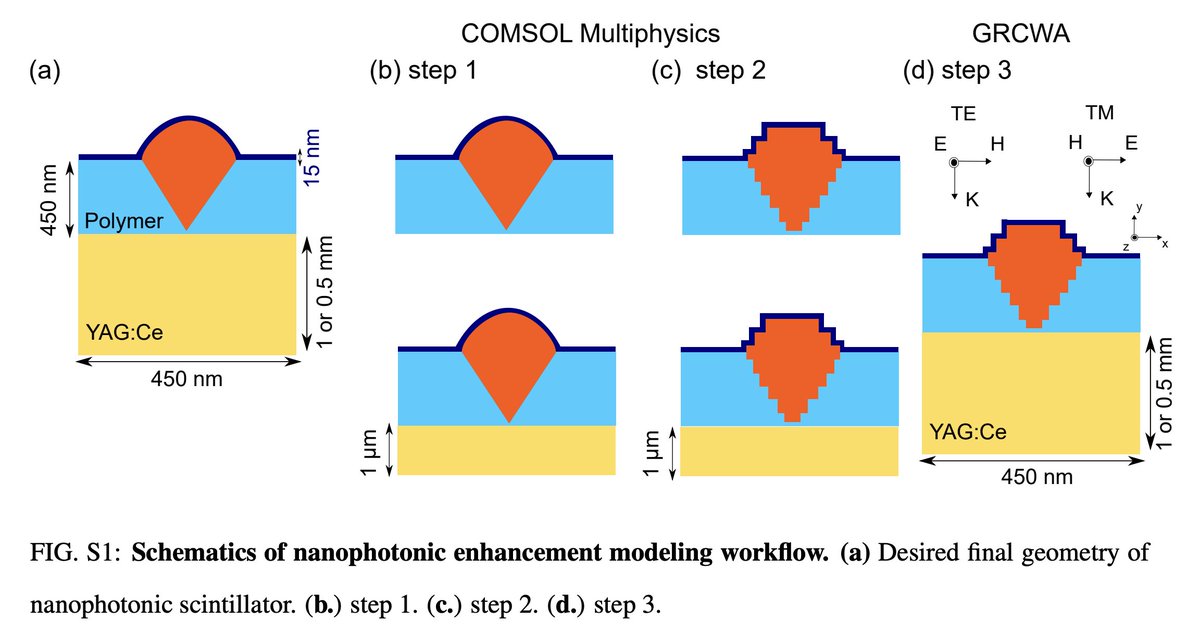 COMSOL Multiphysics
GRCWA
(a)
(b) step 1
(c) step 2
(d) step 3
450 nm
15 nm
Polymer
YAG:Ce
1 or 0.5 mm
450 nm
1 µm
1 µm
TE
TM
E
H
K
H
E
K
y
z
x
YAG:Ce
1 or 0.5 mm
450 nm
FIG. S1: Schematics of nanophotonic enhancement modeling workflow. (a) Desired final geometry of
nanophotonic scintillator. (b.) step 1. (c.) step 2. (d.) step 3.